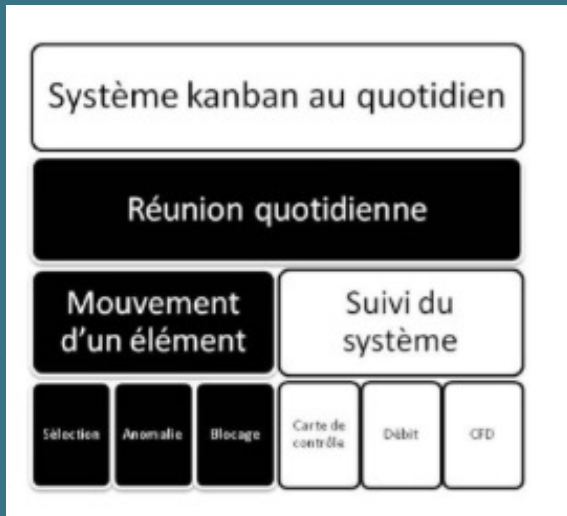 Système kanban au quotidien
Réunion quotidienne
Mouvement
d'un élément
Suivi du
système
Sélection
Anomalie
Blocage
Carte de
contrôle
Débit
CFD